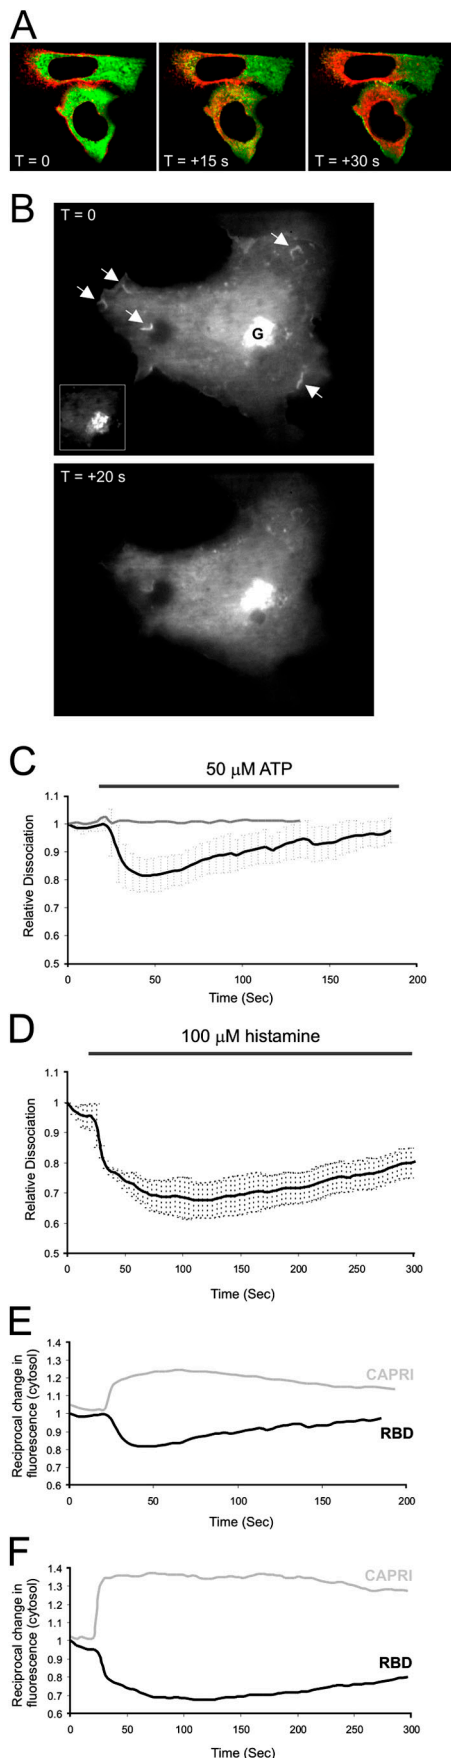 A
T = 0
T = +15 s
T = +30 s
B
T = 0
G
T = +20 s
C
50 μM ATP
1.1
1
0.9
0.8
0.7
0.6
0.5
Relative Dissociation
0 50 100 150 200
Time (Sec)
D
100 μM histamine
1.1
1
0.9
0.8
0.7
0.6
0.5
Relative Dissociation
0 50 100 150 200 250 300
Time (Sec)
E
1.4
1.3
1.2
1.1
1
0.9
0.8
0.7
0.6
Reciprocal change in
fluorescence (cytosol)
CAPRI
RBD
0 50 100 150 200
Time (Sec)
F
1.4
1.3
1.2
1.1
1
0.9
0.8
0.7
0.6
Reciprocal change in
fluorescence (cytosol)
CAPRI
RBD
0 50 100 150 200 250 300
Time (Sec)